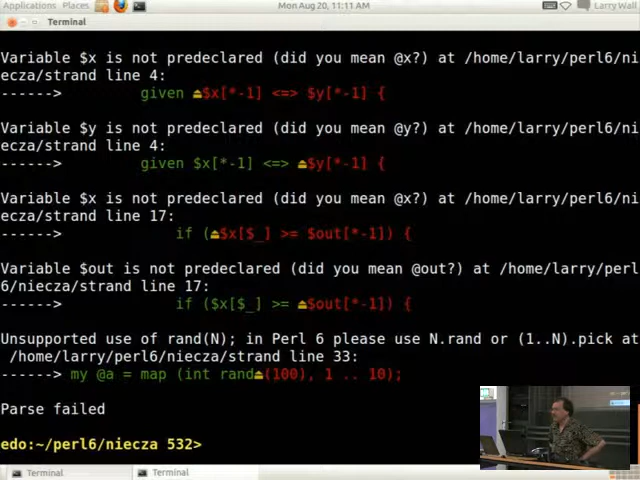 Applications Places Mon Aug 20, 11:11 AM Larry Wall
Terminal
Variable $x is not predeclared (did you mean @x?) at /home/larry/perl6/ni
ecza/strand line 4:
------> given ⏏$x[*-1] <=> $y[*-1] {
Variable $y is not predeclared (did you mean @y?) at /home/larry/perl6/ni
ecza/strand line 4:
------> given $x[*-1] <=> ⏏$y[*-1] {
Variable $x is not predeclared (did you mean @x?) at /home/larry/perl6/ni
ecza/strand line 17:
------> if (⏏$x[$_] >= $out[*-1]) {
Variable $out is not predeclared (did you mean @out?) at /home/larry/perl
6/niecza/strand line 17:
------> if ($x[$_] >= ⏏$out[*-1]) {
Unsupported use of rand(N); in Perl 6 please use N.rand or (1..N).pick at
/home/larry/perl6/niecza/strand line 33:
------> my @a = map (int rand⏏(100), 1 .. 10);
Parse failed
edo:~/perl6/niecza 532>
Terminal Terminal